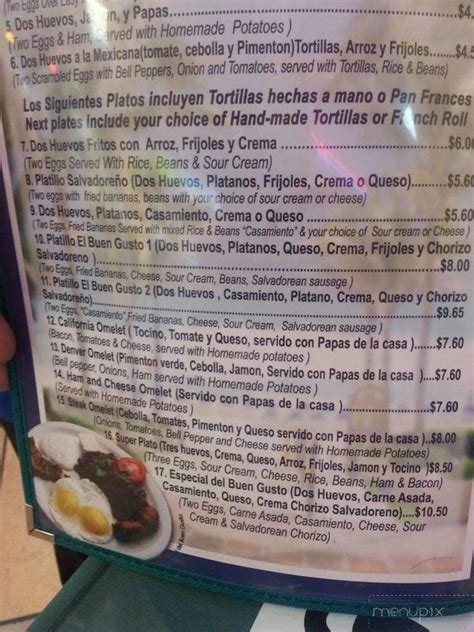 (Two Eggs Over Easy
5. Dos Huevos, Jamon, y Papas.....$4.
(Two Eggs & Ham, Served with Homemade Potatoes )
6. Dos Huevos a la Mexicana(tomate, cebolla y Pimenton)Tortillas, Arroz y Frijoles.....$4.5
(Two Scrambled Eggs with Bell Peppers, Onion and Tomatoes, served with Tortillas, Rice & Beans)
Los Siguientes Platos incluyen Tortillas hechas a mano o Pan Frances
Next plates include your choice of Hand-made Tortillas or French Roll
7. Dos Huevos Fritos con Arroz, Frijoles y Crema .....$6.00
(Two Eggs Served With Rice, Beans & Sour Cream)
8. Platillo Salvadoreño (Dos Huevos, Platanos, Frijoles, Crema o Queso).....$5.60
(Two eggs with fried bananas, beans with your choice of sour cream or cheese)
9. Dos Huevos, Platanos, Casamiento, Crema o Queso .....$5.60
(Two Eggs, Fried Bananas Served with mixed Rice & Beans "Casamiento" & your choice of Sour cream or Cheese )
10. Platillo El Buen Gusto 1 (Dos Huevos, Platanos, Queso, Crema, Frijoles y Chorizo
Salvadoreno) .....$8.00
(Two Eggs, Fried Bananas, Cheese, Sour Cream, Beans, Salvadorean sausage )
11. Platillo El Buen Gusto 2 (Dos Huevos , Casamiento, Platano, Crema, Queso y Chorizo
Salvadoreño).....$9.65
(Two Eggs, "Casamiento",Fried Bananas, Cheese, Sour Cream, Salvadorean sausage )
12. California Omelet ( Tocino, Tomate y Queso, servido con Papas de la casa ).....$7.60
(Bacon, Tomatoes & Cheese, served with Homemade potatoes )
13. Denver Omelet (Pimenton verde, Cebolla, Jamon, Servido con Papas de la casa )....$7.60
(Bell pepper, Onions, Ham served with Homemade potatoes )
14. Ham and Cheese Omelet (Servido con Papas de la casa ).....$7.60
(Served with Homemade Potatoes )
15. Steak Omelet (Cebolla, Tomates, Pimenton y Queso servido con Papas de la casa )..$8.00
(Onions, Tomatoes, Bell Pepper and Cheese served with Homemade Potatoes)
16. Super Plato (Tres huevos, Crema, Queso, Arroz, Frijoles, Jamon y Tocino )$8.50
(Three Eggs, Sour Cream, Cheese, Rice, Beans, Ham & Bacon)
17. Especial del Buen Gusto (Dos Huevos, Carne Asada,
Casamiento, Queso, Crema Chorizo Salvadoreño)....$10.50
(Two Eggs, Carne Asada, Casamiento, Cheese, Sour
Cream & Salvadorean Chorizo) .
menupix